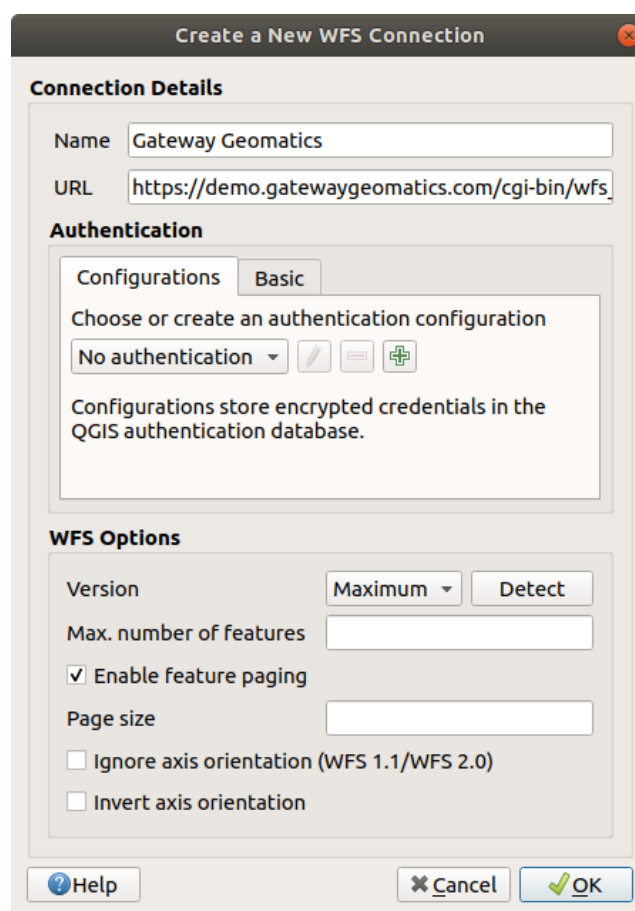 Create a New WFS Connection
Connection Details
Name Gateway Geomatics
URL https://demo.gatewaygeomatics.com/cgi-bin/wfs_
Authentication
Configurations Basic
Choose or create an authentication configuration
No authentication
Configurations store encrypted credentials in the
QGIS authentication database.
WFS Options
Version Maximum Detect
Max. number of features
Enable feature paging
Page size
Ignore axis orientation (WFS 1.1/WFS 2.0)
Invert axis orientation
Help Cancel OK